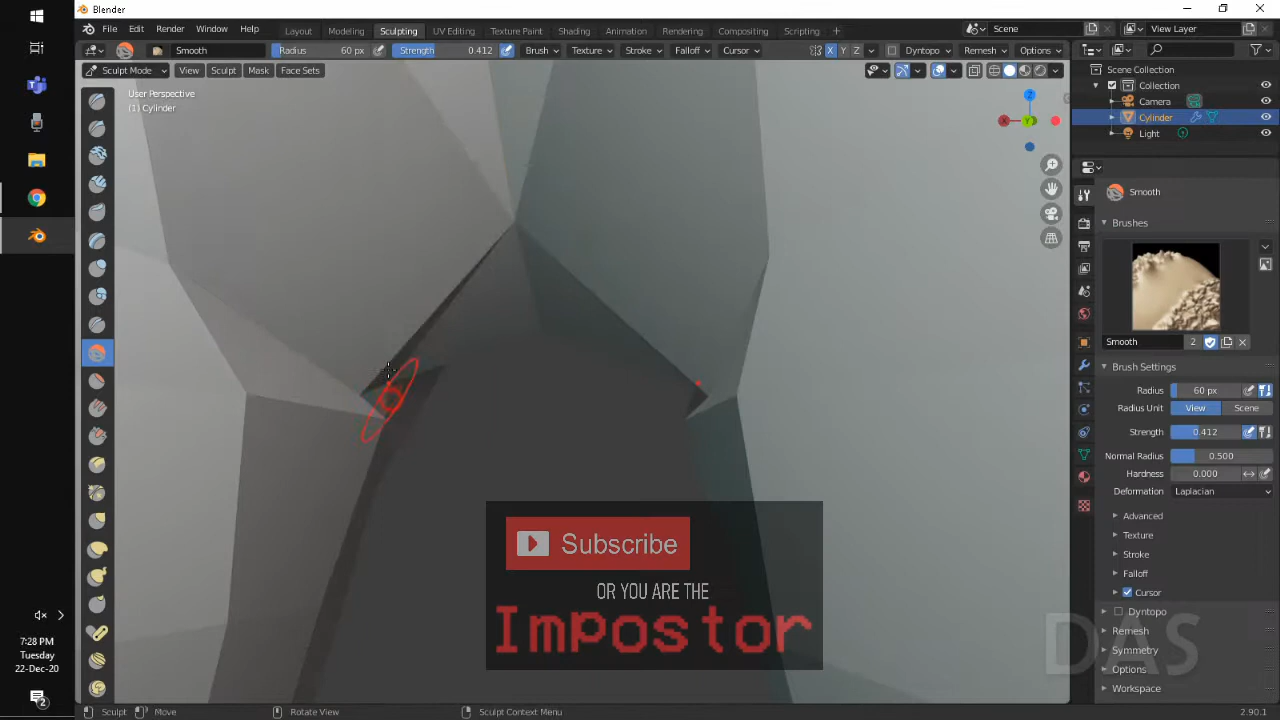 Blender
File Edit Render Window Help
Layout Modeling Sculpting UV Editing Texture Paint Shading Animation Rendering Compositing Scripting +
Scene View Layer
Smooth Radius 60 px Strength 0.412 Brush Texture Stroke Falloff Cursor X Y Z Dyntopo Remesh Options
Sculpt Mode View Sculpt Mask Face Sets
User Perspective
(1) Cylinder
Z
X
Y
Scene Collection
Collection
Camera
Cylinder
Light
Smooth
Brushes
Smooth 2
Brush Settings
Radius 60 px
Radius Unit View Scene
Strength 0.412
Normal Radius 0.500
Hardness 0.000
Deformation Laplacian
Advanced
Texture
Stroke
Falloff
Cursor
Dyntopo
Remesh
Symmetry
Options
Workspace
Subscribe
OR YOU ARE THE
Impostor
DAS
7:28 PM
Tuesday
22-Dec-20
2
Sculpt Move Rotate View Sculpt Context Menu 2.90.1